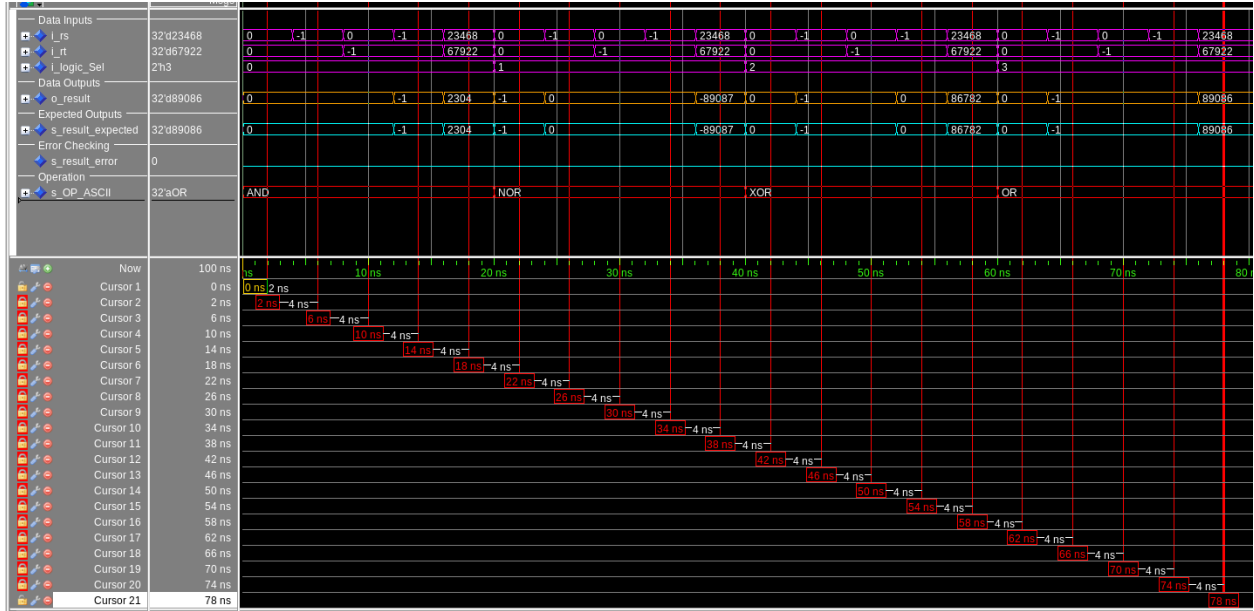 Msgs
Data Inputs
i_rs 32'd23468 0 -1 0 -1 23468 0 -1 0 -1 23468 0 -1 0 -1 23468 0 -1 0 -1 23468
i_rt 32'd67922 0 -1 67922 0 -1 67922 0 -1 67922 0 -1 67922
i_logic_Sel 2'h3 0 1 2 3
Data Outputs
o_result 32'd89086 0 -1 2304 -1 0 -89087 0 -1 0 86782 0 -1 89086
Expected Outputs
s_result_expected 32'd89086 0 -1 2304 -1 0 -89087 0 -1 0 86782 0 -1 89086
Error Checking
s_result_error 0
Operation
s_OP_ASCII 32'aOR AND NOR XOR OR
Now 100 ns ns 10 ns 20 ns 30 ns 40 ns 50 ns 60 ns 70 ns 80
Cursor 1 0 ns 0 ns 2 ns
Cursor 2 2 ns 2 ns 4 ns
Cursor 3 6 ns 6 ns 4 ns
Cursor 4 10 ns 10 ns 4 ns
Cursor 5 14 ns 14 ns 4 ns
Cursor 6 18 ns 18 ns 4 ns
Cursor 7 22 ns 22 ns 4 ns
Cursor 8 26 ns 26 ns 4 ns
Cursor 9 30 ns 30 ns 4 ns
Cursor 10 34 ns 34 ns 4 ns
Cursor 11 38 ns 38 ns 4 ns
Cursor 12 42 ns 42 ns 4 ns
Cursor 13 46 ns 46 ns 4 ns
Cursor 14 50 ns 50 ns 4 ns
Cursor 15 54 ns 54 ns 4 ns
Cursor 16 58 ns 58 ns 4 ns
Cursor 17 62 ns 62 ns 4 ns
Cursor 18 66 ns 66 ns 4 ns
Cursor 19 70 ns 70 ns 4 ns
Cursor 20 74 ns 74 ns 4 ns
Cursor 21 78 ns 78 ns